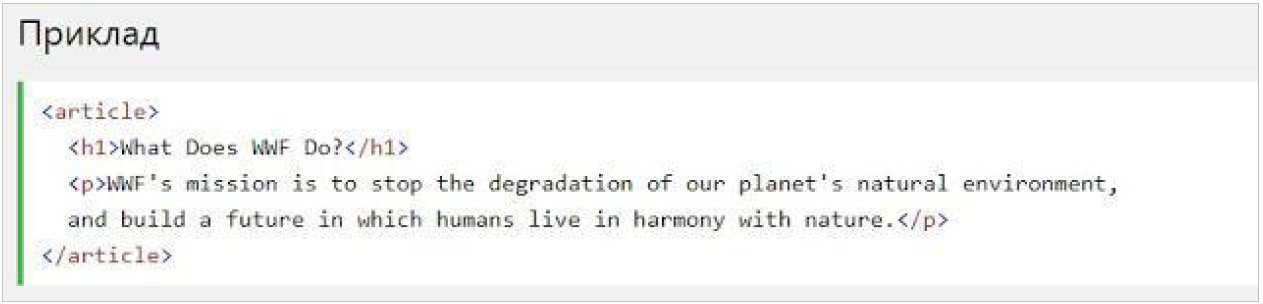 Приклад
<article>
<h1>What Does WWF Do?</h1>
<p>WWF's mission is to stop the degradation of our planet's natural environment,
and build a future in which humans live in harmony with nature.</p>
</article>